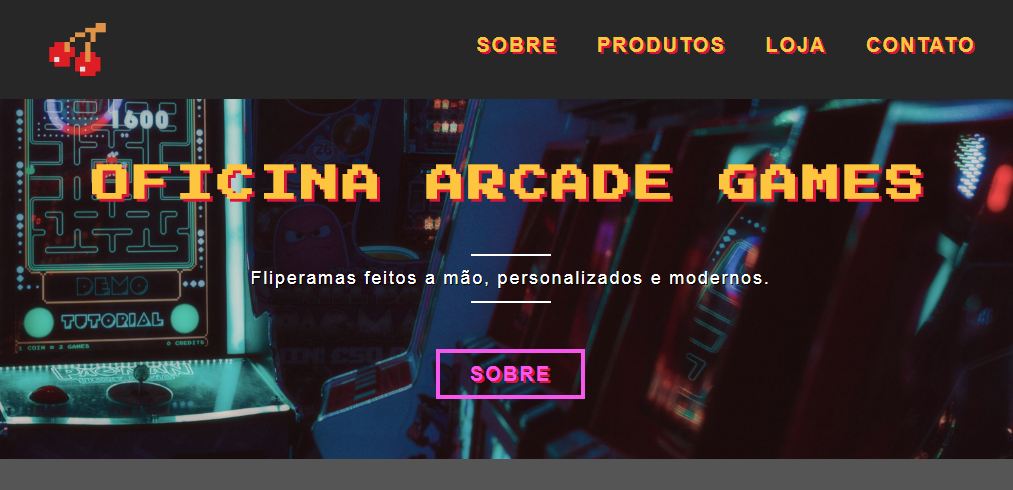 SOBRE PRODUTOS LOJA CONTATO
1600
OFICINA ARCADE GAMES
Fliperamas feitos a mão, personalizados e modernos.
DEMO
TUTORIAL
1 COIN = 2 GAMES 0 CREDITS
SOBRE